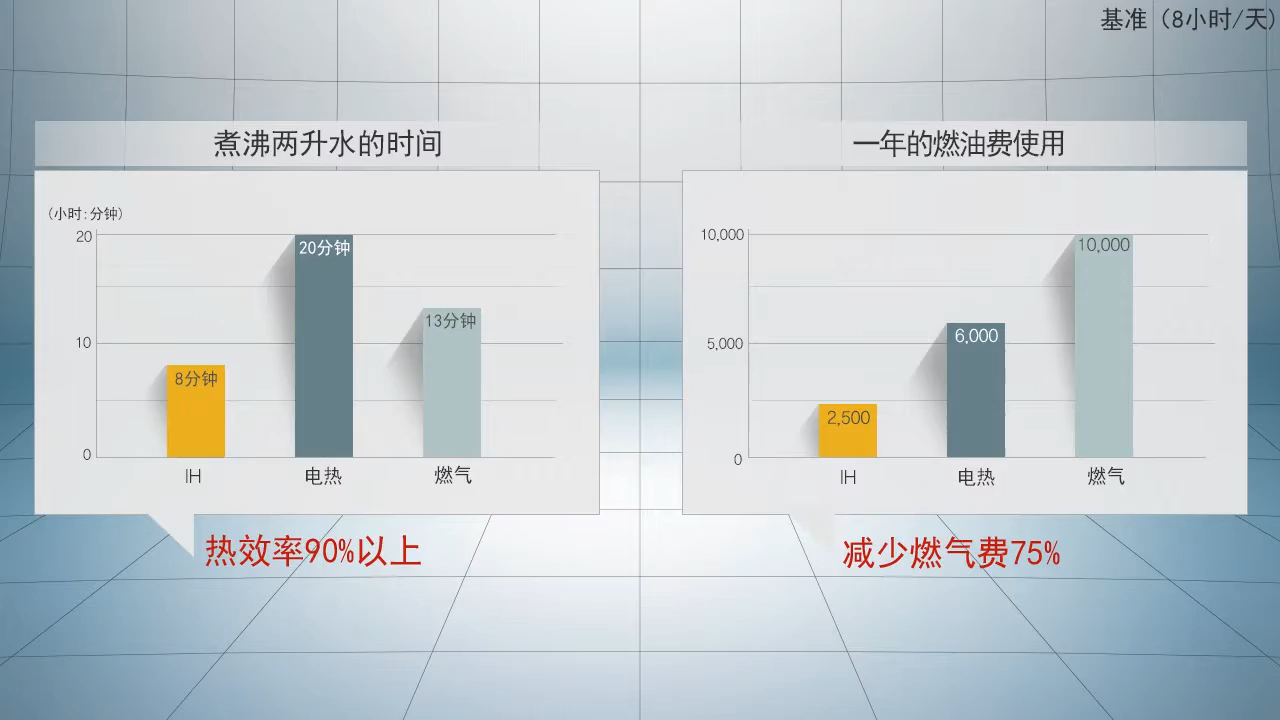 基准（8小时/天)
煮沸两升水的时间
(小时:分钟)
20
10
0
8分钟
20分钟
13分钟
IH
电热
燃气
热效率90%以上
一年的燃油费使用
10,000
5,000
0
2,500
6,000
10,000
IH
电热
燃气
减少燃气费75%